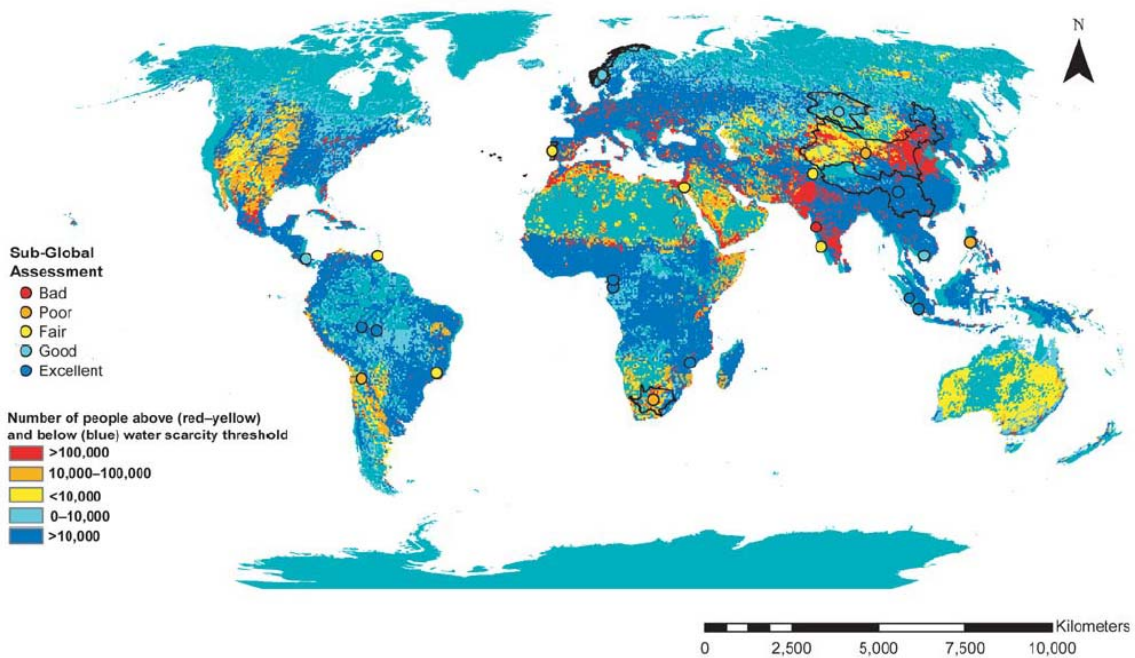 N
Sub-Global
Assessment
Bad
Poor
Fair
Good
Excellent
Number of people above (red–yellow)
and below (blue) water scarcity threshold
>100,000
10,000–100,000
<10,000
0–10,000
>10,000
Kilometers
0 2,500 5,000 7,500 10,000